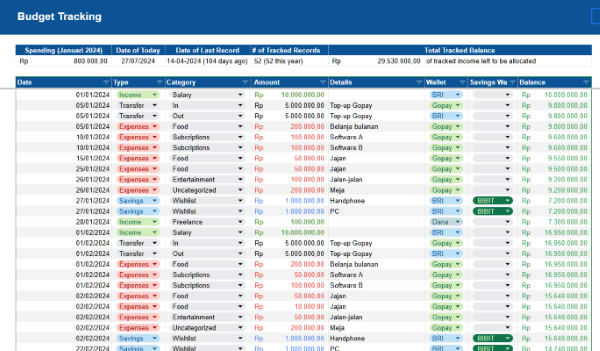 Budget Tracking
Spending (Januari 2024) Date of Today Date of Last Record # of Tracked Records Total Tracked Balance
Rp 800.000,00 27/07/2024 14-04-2024 (104 days ago) 52 (52 this year) Rp 29.530.000,00 of tracked income left to be allocated
Date Type Category Amount Details Wallet Savings Wa Balance
01/01/2024 Income Salary Rp 10.000.000,00 BRI Rp 10.000.000,00
05/01/2024 Transfer In Rp 5.000.000,00 Top-up Gopay Gopay Rp 9.800.000,00
05/01/2024 Transfer Out Rp 5.000.000,00 Top-up Gopay BRI Rp 9.800.000,00
05/01/2024 Expenses Food Rp 200.000,00 Belanja bulanan Gopay Rp 9.800.000,00
10/01/2024 Expenses Subcriptions Rp 100.000,00 Software A Gopay Rp 9.600.000,00
10/01/2024 Expenses Subcriptions Rp 100.000,00 Software B Gopay Rp 9.600.000,00
15/01/2024 Expenses Food Rp 50.000,00 Jajan Gopay Rp 9.550.000,00
25/01/2024 Expenses Food Rp 50.000,00 Jajan Gopay Rp 9.500.000,00
26/01/2024 Expenses Entertainment Rp 100.000,00 Jalan-jalan Gopay Rp 9.200.000,00
26/01/2024 Expenses Uncategorized Rp 200.000,00 Meja Gopay Rp 9.200.000,00
27/01/2024 Savings Wishlist Rp 1.000.000,00 Handphone BRI BIBIT Rp 7.200.000,00
27/01/2024 Savings Wishlist Rp 1.000.000,00 PC BRI BIBIT Rp 7.200.000,00
28/01/2024 Income Freelance Rp 100.000,00 Dana Rp 7.300.000,00
01/02/2024 Income Salary Rp 10.000.000,00 BRI Rp 16.950.000,00
01/02/2024 Transfer In Rp 5.000.000,00 Top-up Gopay Gopay Rp 16.950.000,00
01/02/2024 Transfer Out Rp 5.000.000,00 Top-up Gopay BRI Rp 16.950.000,00
01/02/2024 Expenses Food Rp 200.000,00 Belanja bulanan Gopay Rp 16.950.000,00
01/02/2024 Expenses Subcriptions Rp 50.000,00 Software A Gopay Rp 16.950.000,00
01/02/2024 Expenses Subcriptions Rp 100.000,00 Software B Gopay Rp 16.950.000,00
02/02/2024 Expenses Food Rp 50.000,00 Jajan Gopay Rp 15.640.000,00
02/02/2024 Expenses Food Rp 10.000,00 Jajan Gopay Rp 15.640.000,00
02/02/2024 Expenses Entertainment Rp 50.000,00 Jalan-jalan Gopay Rp 15.640.000,00
02/02/2024 Expenses Uncategorized Rp 200.000,00 Meja Gopay Rp 15.640.000,00
02/02/2024 Savings Wishlist Rp 1.000.000,00 Handphone BRI BIBIT Rp 15.640.000,00
22/02/2024 Savings Wishlist Rp 1.000.000,00 PC BRI BIBIT Rp 14.740.000,00